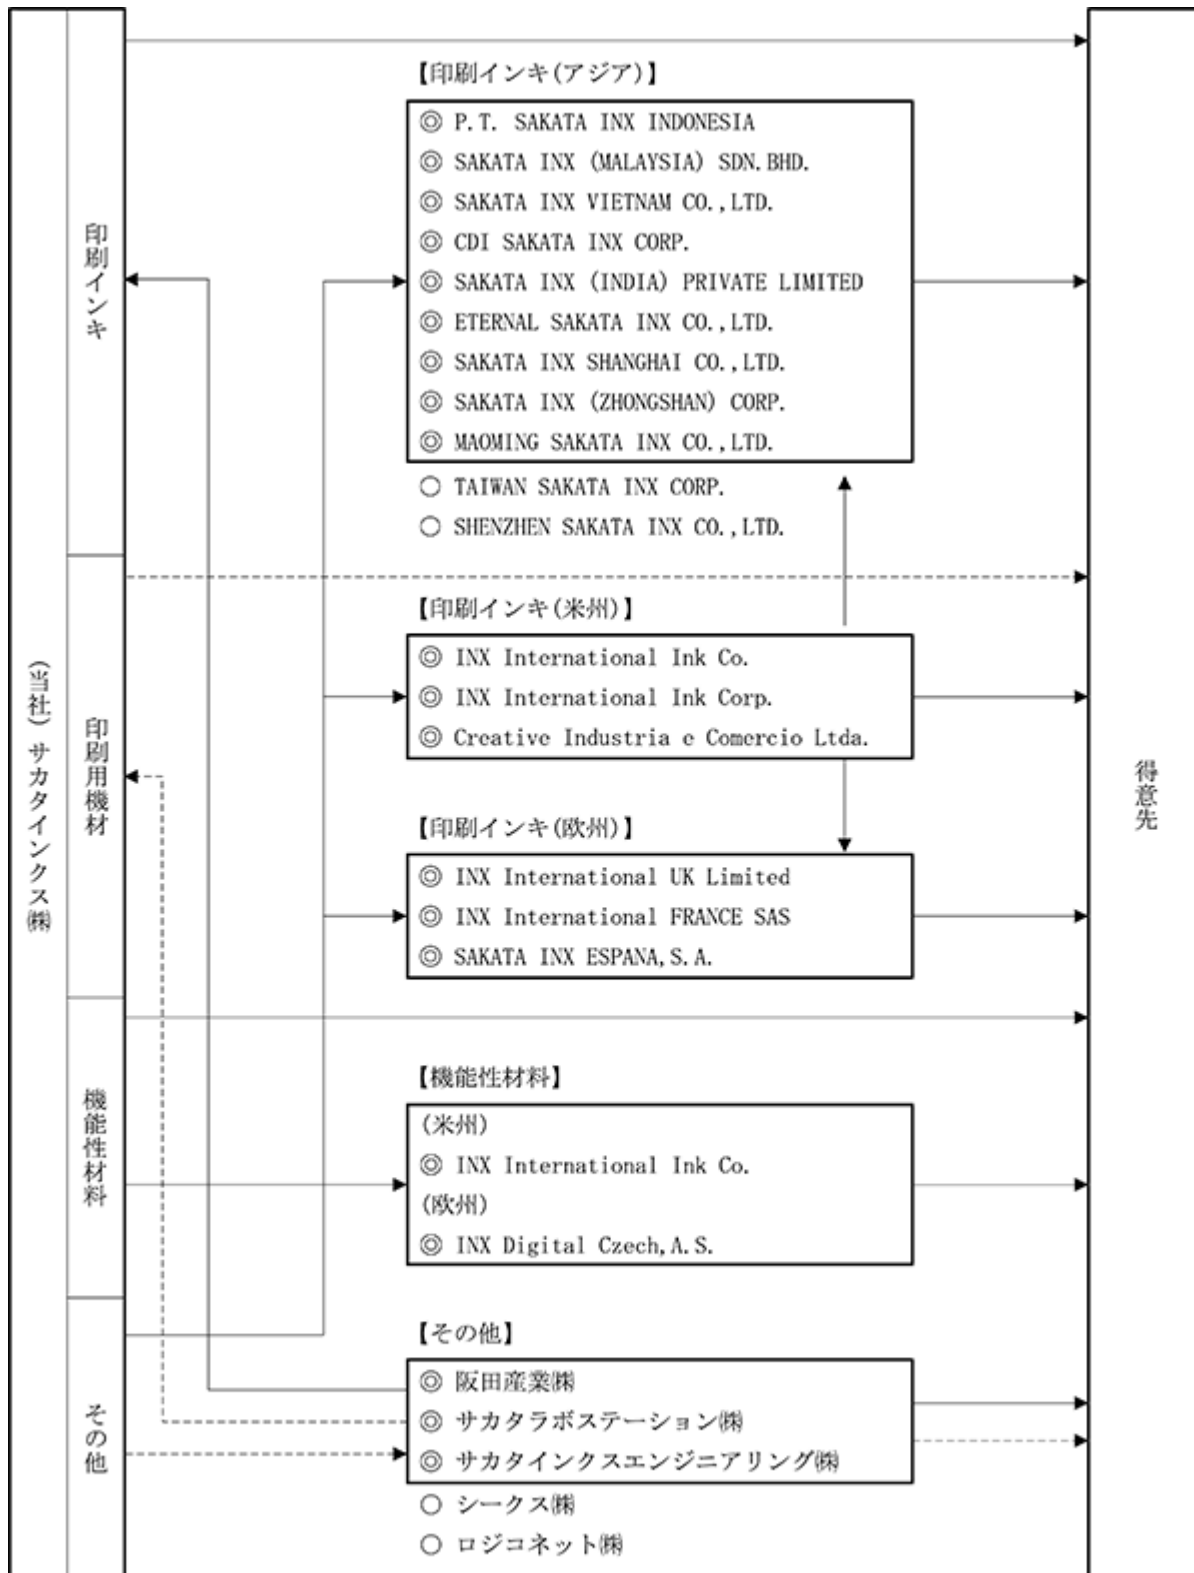 (当社)サカタインクス㈱
印刷インキ
印刷用機材
機能性材料
その他
【印刷インキ(アジア)】
◎ P.T. SAKATA INX INDONESIA
◎ SAKATA INX (MALAYSIA) SDN.BHD.
◎ SAKATA INX VIETNAM CO.,LTD.
◎ CDI SAKATA INX CORP.
◎ SAKATA INX (INDIA) PRIVATE LIMITED
◎ ETERNAL SAKATA INX CO.,LTD.
◎ SAKATA INX SHANGHAI CO.,LTD.
◎ SAKATA INX (ZHONGSHAN) CORP.
◎ MAOMING SAKATA INX CO.,LTD.
○ TAIWAN SAKATA INX CORP.
○ SHENZHEN SAKATA INX CO.,LTD.
【印刷インキ(米州)】
◎ INX International Ink Co.
◎ INX International Ink Corp.
◎ Creative Industria e Comercio Ltda.
【印刷インキ(欧州)】
◎ INX International UK Limited
◎ INX International FRANCE SAS
◎ SAKATA INX ESPANA,S.A.
【機能性材料】
(米州)
◎ INX International Ink Co.
(欧州)
◎ INX Digital Czech,A.S.
【その他】
◎ 阪田産業㈱
◎ サカタラボステーション㈱
◎ サカタインクスエンジニアリング㈱
○ シークス㈱
○ ロジコネット㈱
得意先